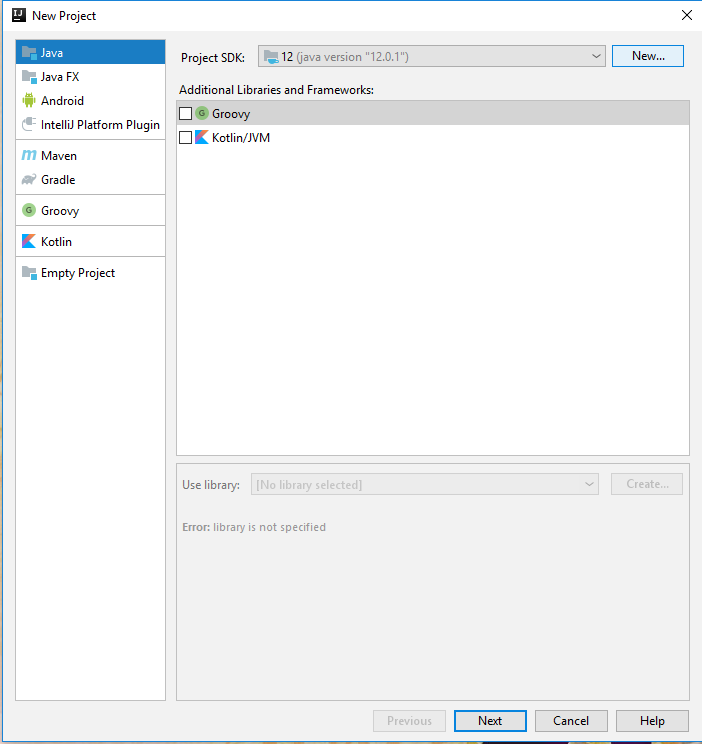 New Project
Java
Java FX
Android
IntelliJ Platform Plugin
Maven
Gradle
Groovy
Kotlin
Empty Project
Project SDK: 12 (java version "12.0.1") New...
Additional Libraries and Frameworks:
Groovy
Kotlin/JVM
Use library: [No library selected] Create...
Error: library is not specified
Previous Next Cancel Help